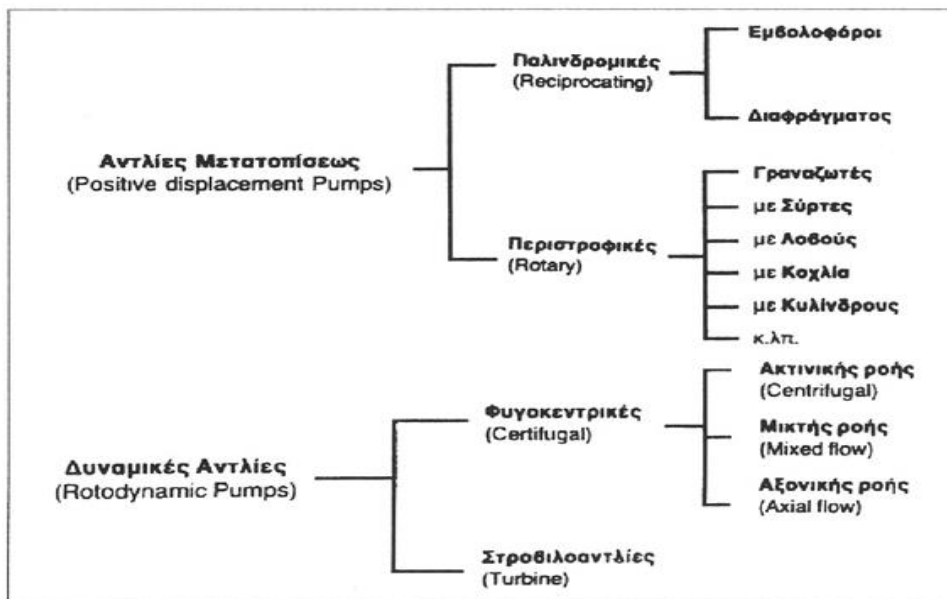 Αντλίες Μετατοπίσεως
(Positive displacement Pumps)
Παλινδρομικές
(Reciprocating)
Εμβολοφόροι
Διαφράγματος
Περιστροφικές
(Rotary)
Γραναζωτές
με Σύρτες
με Λοβούς
με Κοχλία
με Κυλίνδρους
κ.λπ.
Δυναμικές Αντλίες
(Rotodynamic Pumps)
Φυγοκεντρικές
(Certifugal)
Ακτινικής ροής
(Centrifugal)
Μικτής ροής
(Mixed flow)
Αξονικής ροής
(Axial flow)
Στροβιλοαντλίες
(Turbine)